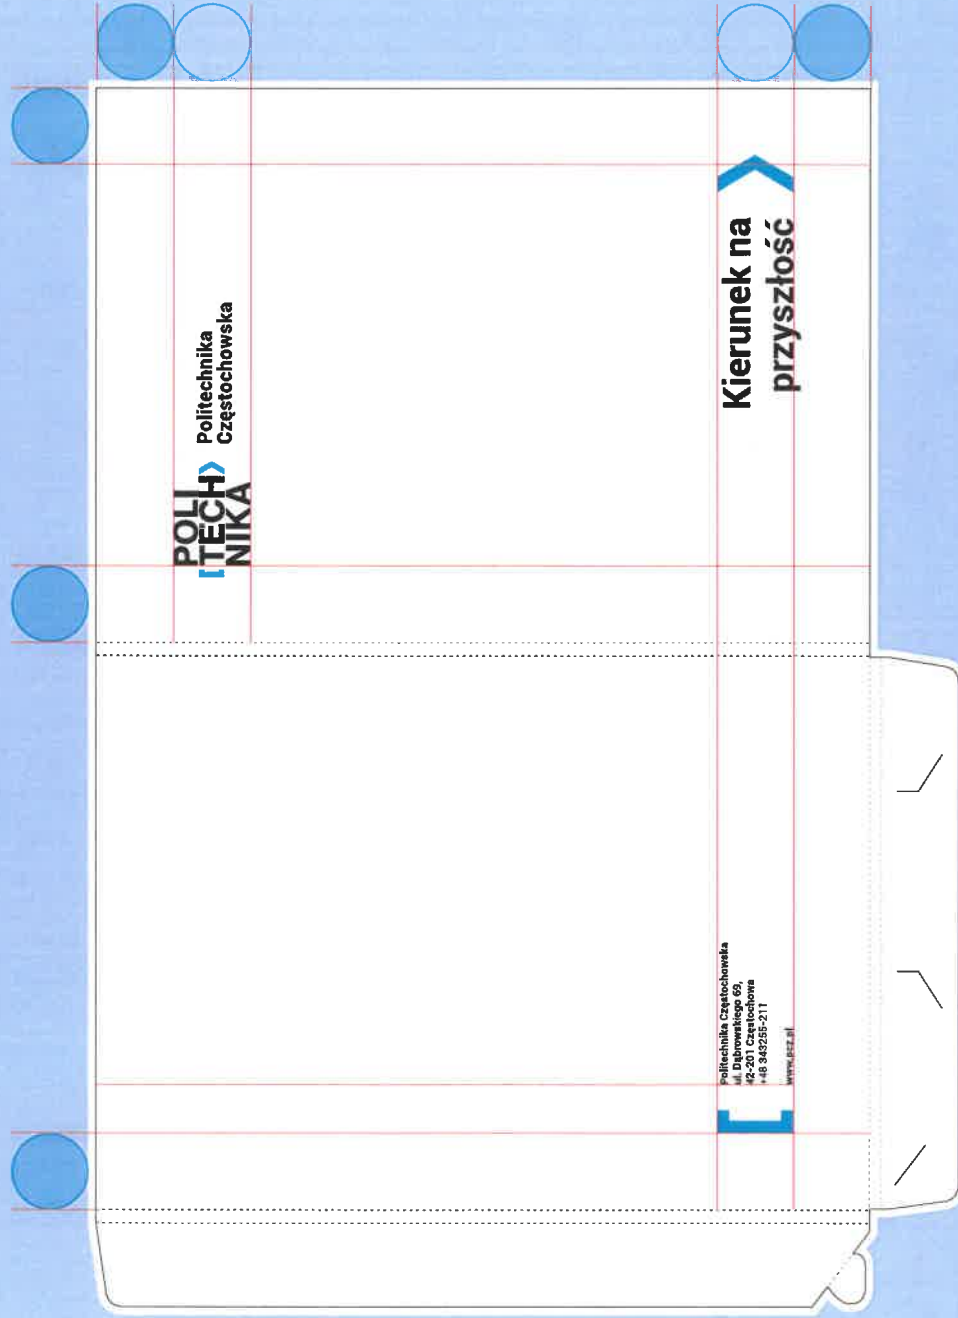 POLI
[TECH>
NIKA
Politechnika
Częstochowska
Kierunek na
przyszłość
Politechnika Częstochowska
ul. Dąbrowskiego 69,
42-201 Częstochowa
+48 343255-211
www.pcz.pl